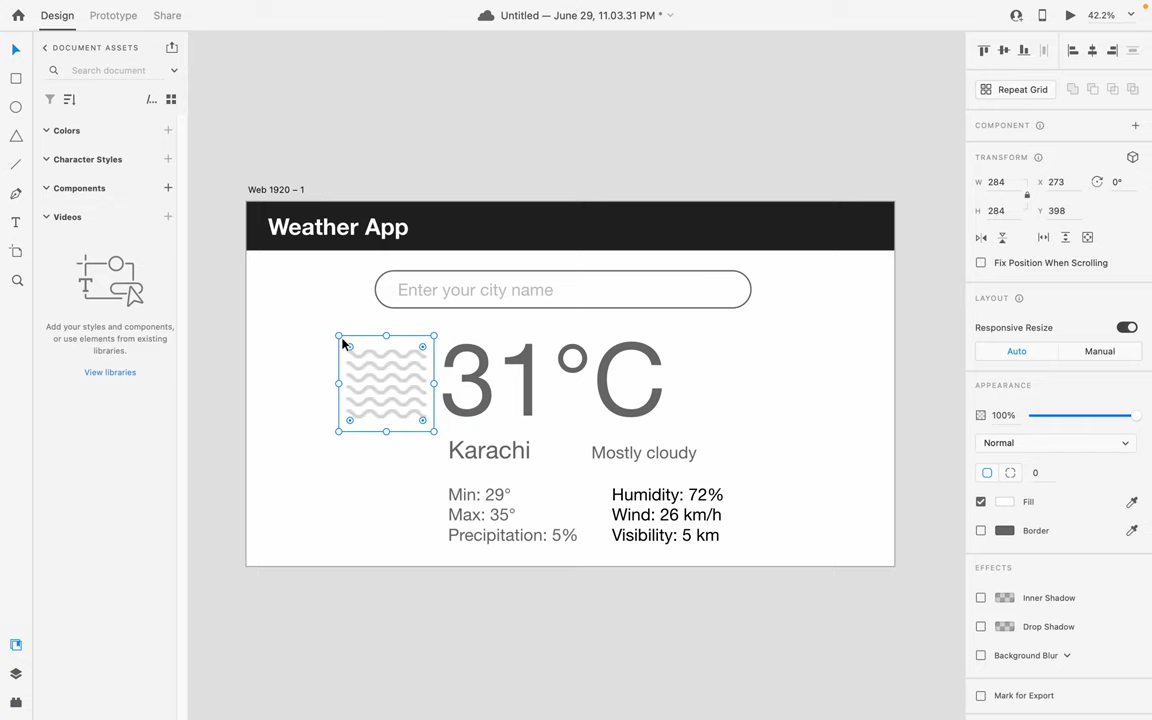 Design
Prototype
Share
Untitled — June 29, 11.03.31 PM *
42.2%
DOCUMENT ASSETS
Search document
/...
Colors
Character Styles
Components
Videos
Add your styles and components,
or use elements from existing
libraries.
View libraries
Web 1920 – 1
Weather App
Enter your city name
31°C
Karachi
Mostly cloudy
Min: 29°
Max: 35°
Precipitation: 5%
Humidity: 72%
Wind: 26 km/h
Visibility: 5 km
Repeat Grid
COMPONENT
TRANSFORM
W 284
X 273
0°
H 284
Y 398
Fix Position When Scrolling
LAYOUT
Responsive Resize
Auto
Manual
APPEARANCE
100%
Normal
0
Fill
Border
EFFECTS
Inner Shadow
Drop Shadow
Background Blur
Mark for Export